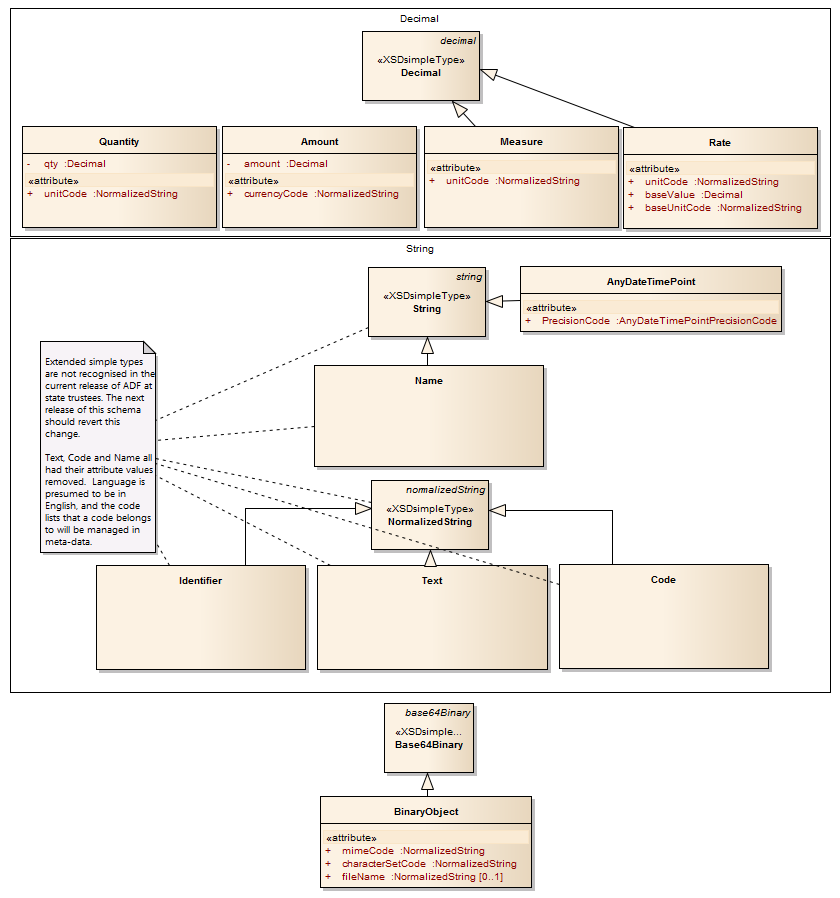 Decimal
decimal
«XSDsimpleType»
Decimal
Quantity
- qty :Decimal
«attribute»
+ unitCode :NormalizedString
Amount
- amount :Decimal
«attribute»
+ currencyCode :NormalizedString
Measure
«attribute»
+ unitCode :NormalizedString
Rate
«attribute»
+ unitCode :NormalizedString
+ baseValue :Decimal
+ baseUnitCode :NormalizedString
String
string
«XSDsimpleType»
String
AnyDateTimePoint
«attribute»
+ PrecisionCode :AnyDateTimePointPrecisionCode
Extended simple types
are not recognised in the
current release of ADF at
state trustees. The next
release of this schema
should revert this
change.
Text, Code and Name all
had their attribute values
removed. Language is
presumed to be in
English, and the code
lists that a code belongs
to will be managed in
meta-data.
Name
normalizedString
«XSDsimpleType»
NormalizedString
Identifier
Text
Code
base64Binary
«XSDsimple...
Base64Binary
BinaryObject
«attribute»
+ mimeCode :NormalizedString
+ characterSetCode :NormalizedString
+ fileName :NormalizedString [0..1]